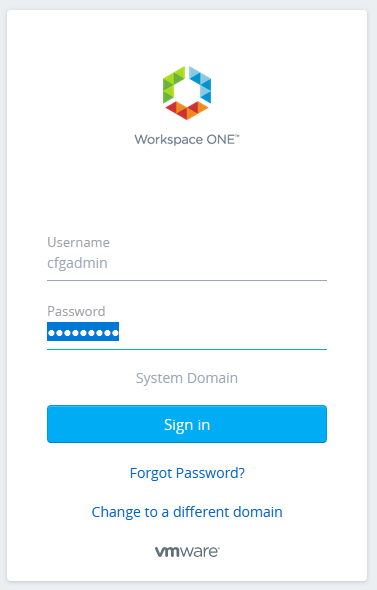 Workspace ONE™
Username
cfgadmin
Password
●●●●●●●●●
System Domain
Sign in
Forgot Password?
Change to a different domain
vmware®